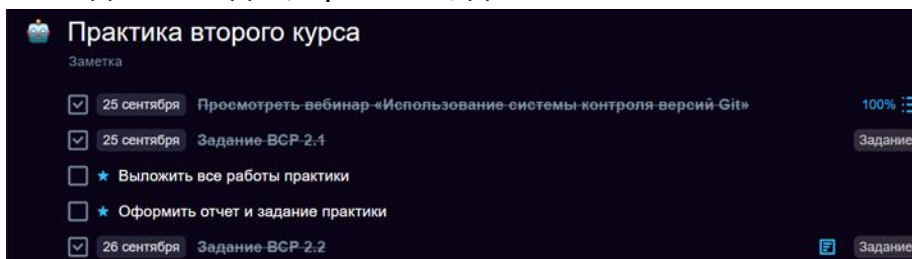 Практика второго курса
Заметка
25 сентября Просмотреть вебинар «Использование системы контроля версий Git» 100%
25 сентября Задание ВСР 2.1 Задание
Выложить все работы практики
Оформить отчет и задание практики
26 сентября Задание ВСР 2.2 Задание